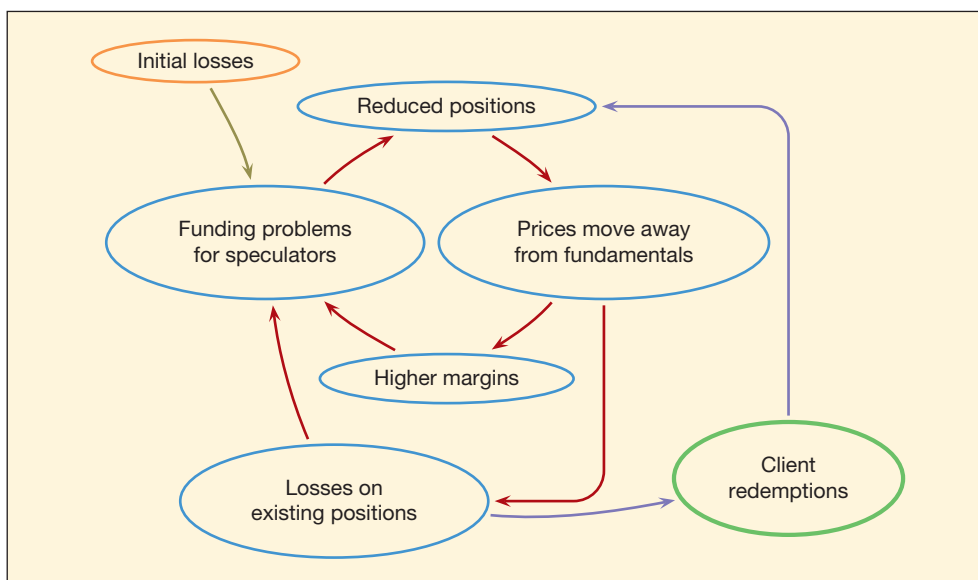 Initial losses
Reduced positions
Funding problems
for speculators
Prices move away
from fundamentals
Higher margins
Losses on
existing positions
Client
redemptions